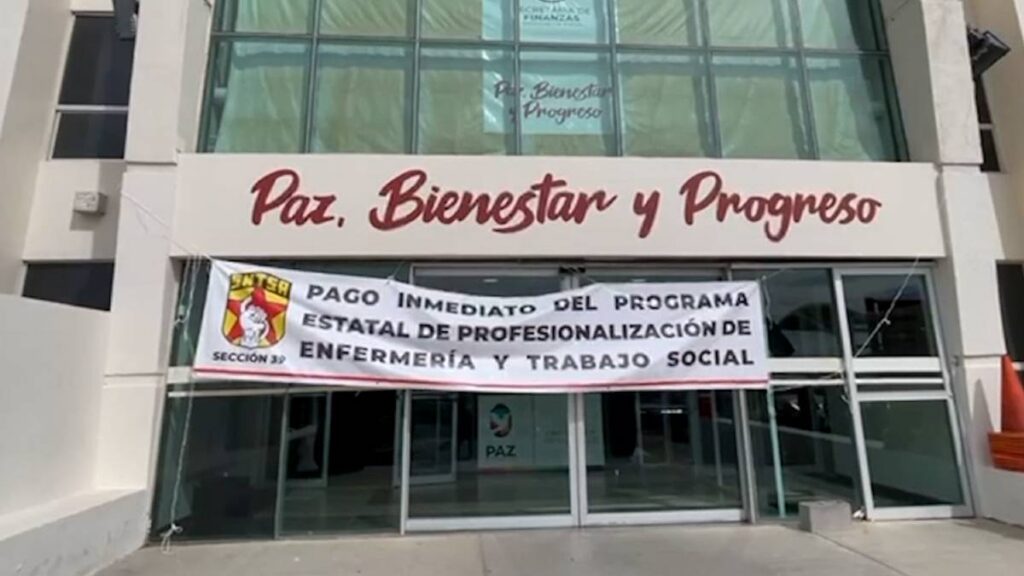 SECRETARÍA DE
FINANZAS
Paz, Bienestar
y Progreso
Paz, Bienestar y Progreso
SNTSA
SECCIÓN 39
PAGO INMEDIATO DEL PROGRAMA
ESTATAL DE PROFESIONALIZACIÓN DE
ENFERMERÍA Y TRABAJO SOCIAL
PAZ